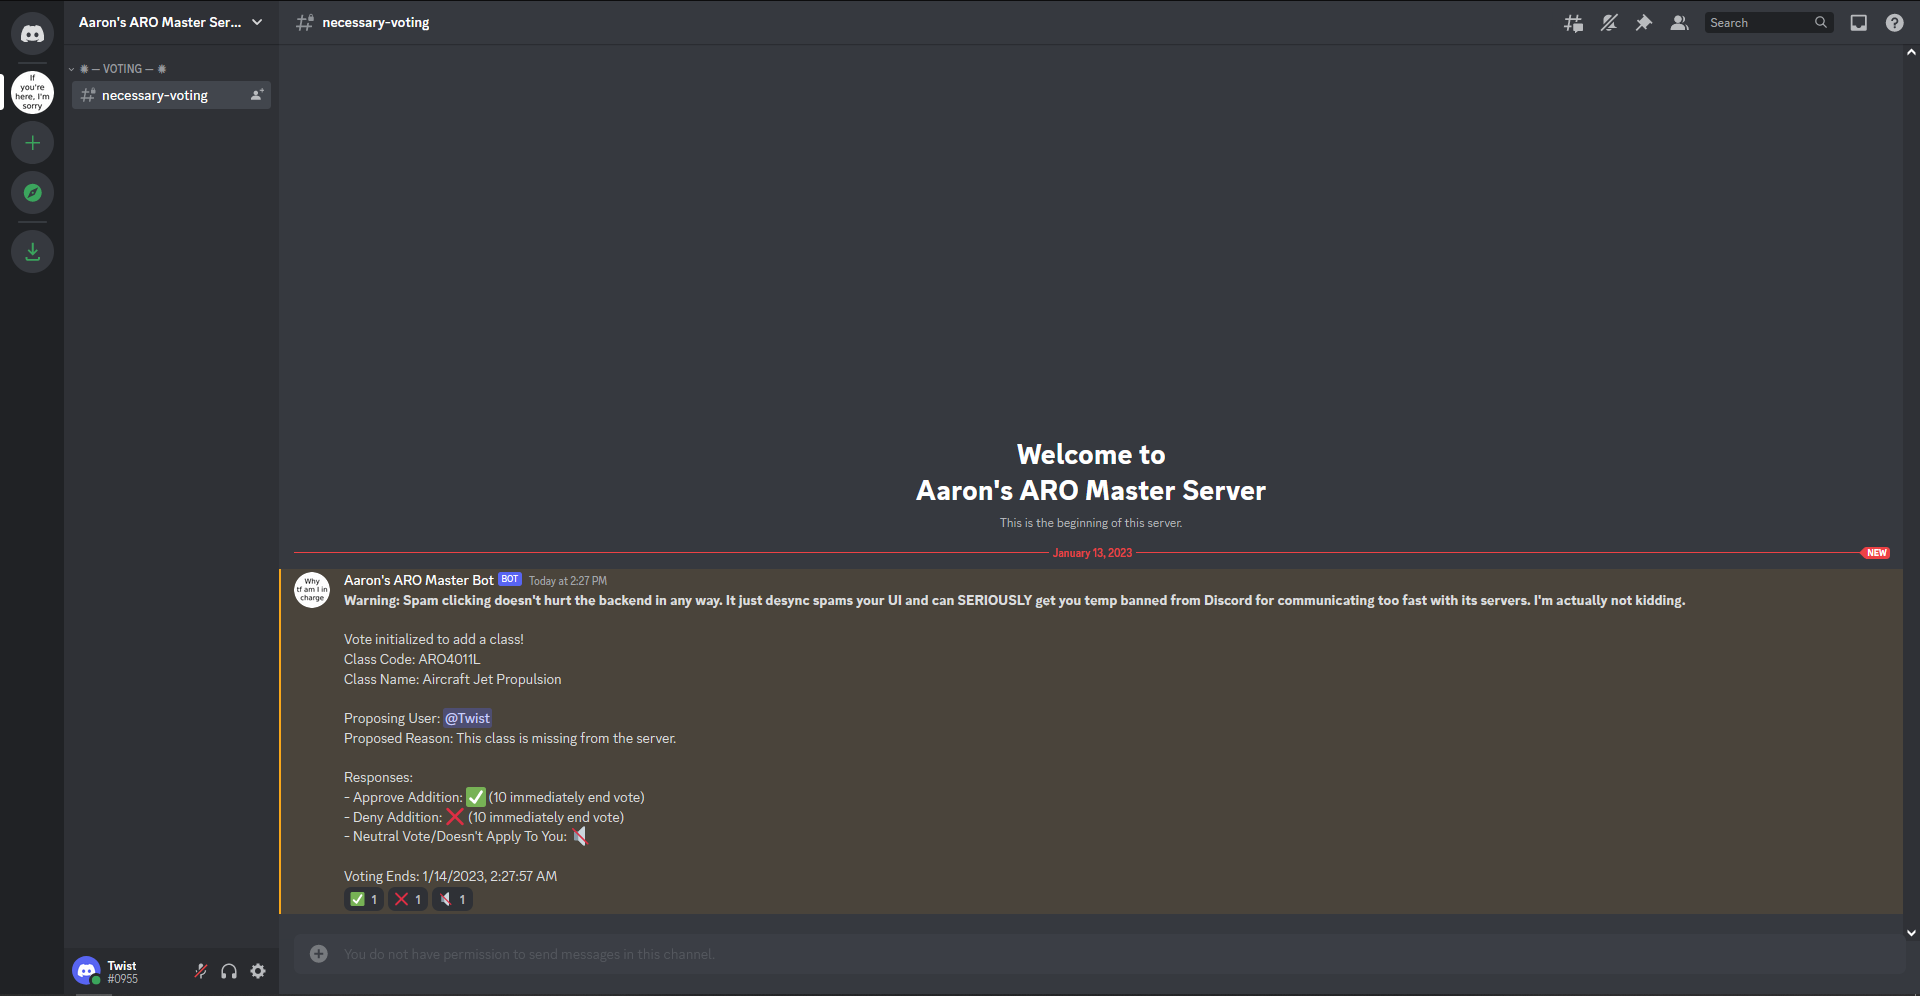 Aaron's ARO Master Ser...
necessary-voting
Search
If
you're
here, I'm
sorry
— VOTING —
necessary-voting
Welcome to
Aaron's ARO Master Server
This is the beginning of this server.
January 13, 2023
NEW
Why
tf am I in
charge
Aaron's ARO Master Bot BOT Today at 2:27 PM
Warning: Spam clicking doesn't hurt the backend in any way. It just desync spams your UI and can SERIOUSLY get you temp banned from Discord for communicating too fast with its servers. I'm actually not kidding.
Vote initialized to add a class!
Class Code: ARO4011L
Class Name: Aircraft Jet Propulsion
Proposing User: @Twist
Proposed Reason: This class is missing from the server.
Responses:
- Approve Addition: ✅ (10 immediately end vote)
- Deny Addition: ❌ (10 immediately end vote)
- Neutral Vote/Doesn't Apply To You:
Voting Ends: 1/14/2023, 2:27:57 AM
1 1 1
You do not have permission to send messages in this channel.
Twist
#0955